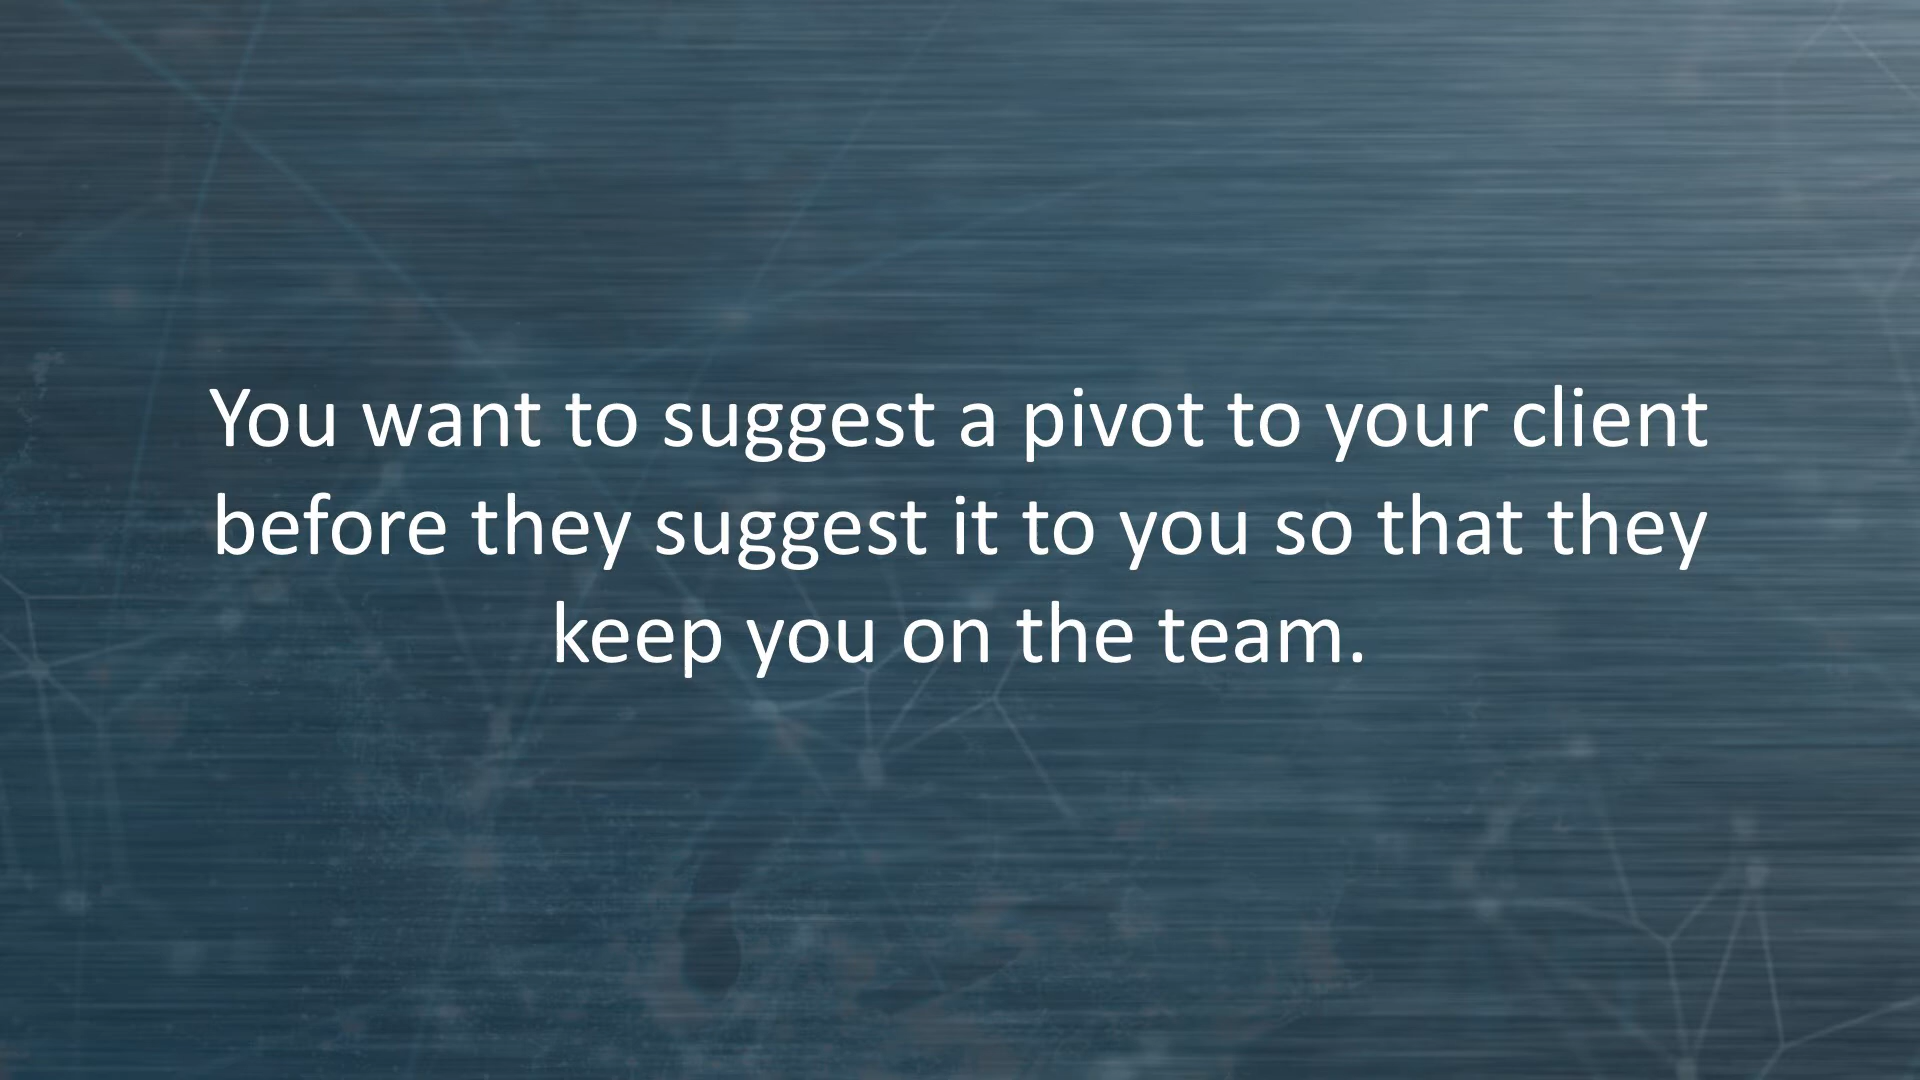 You want to suggest a pivot to your client
before they suggest it to you so that they
keep you on the team.